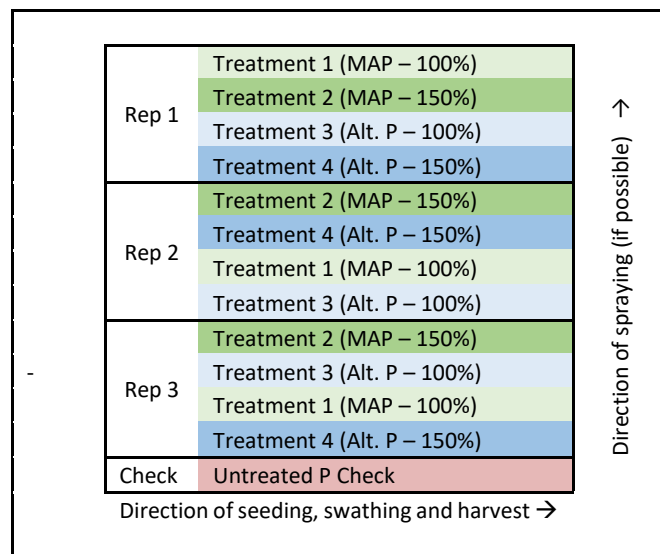 Treatment 1 (MAP – 100%)
Treatment 2 (MAP – 150%)
Rep 1
Treatment 3 (Alt. P – 100%)
Treatment 4 (Alt. P – 150%)
Treatment 2 (MAP – 150%)
Treatment 4 (Alt. P – 150%)
Rep 2
Treatment 1 (MAP – 100%)
Treatment 3 (Alt. P – 100%)
Treatment 2 (MAP – 150%)
Treatment 3 (Alt. P – 100%)
-
Rep 3
Treatment 1 (MAP – 100%)
Treatment 4 (Alt. P – 150%)
Check Untreated P Check
Direction of seeding, swathing and harvest →
Direction of spraying (if possible) →